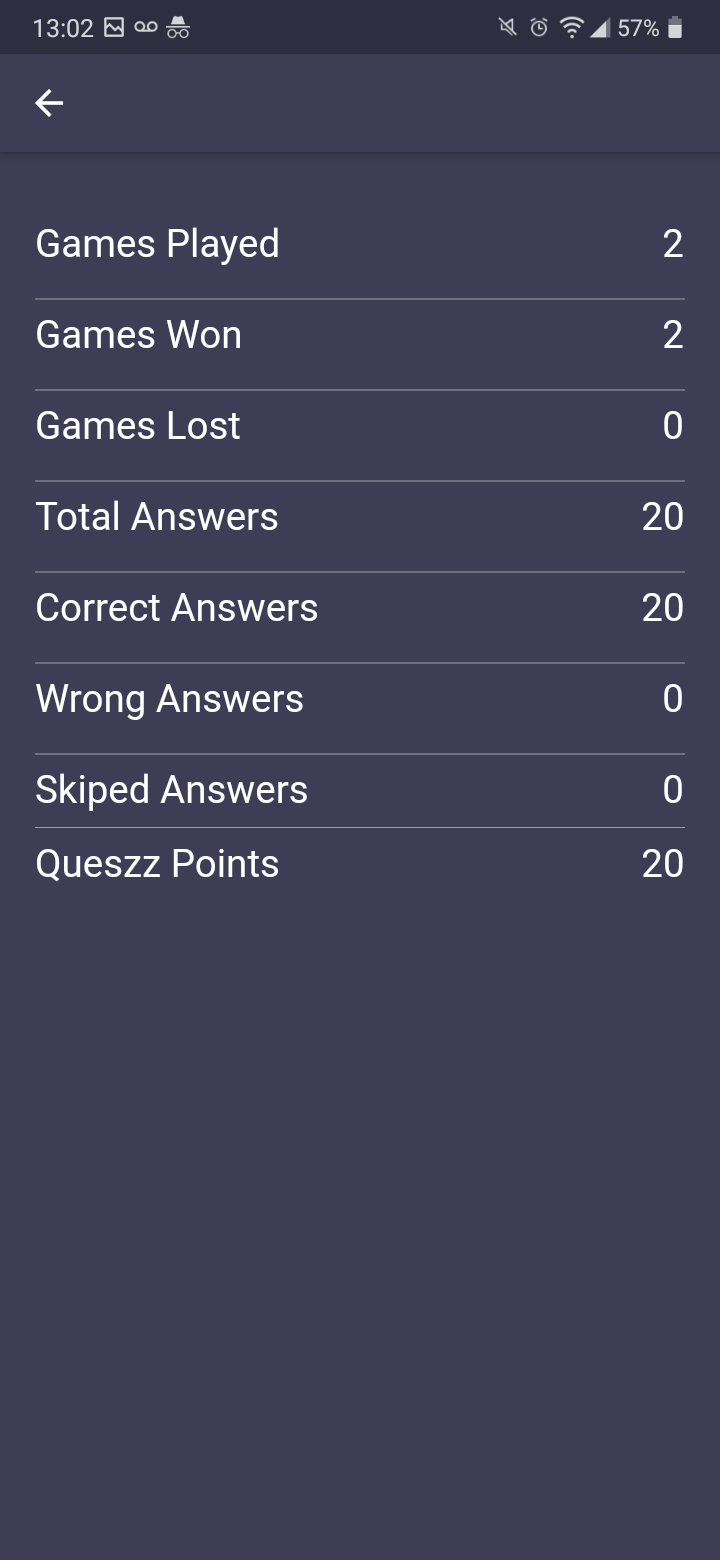 13:02 57%
Games Played 2
Games Won 2
Games Lost 0
Total Answers 20
Correct Answers 20
Wrong Answers 0
Skiped Answers 0
Queszz Points 20